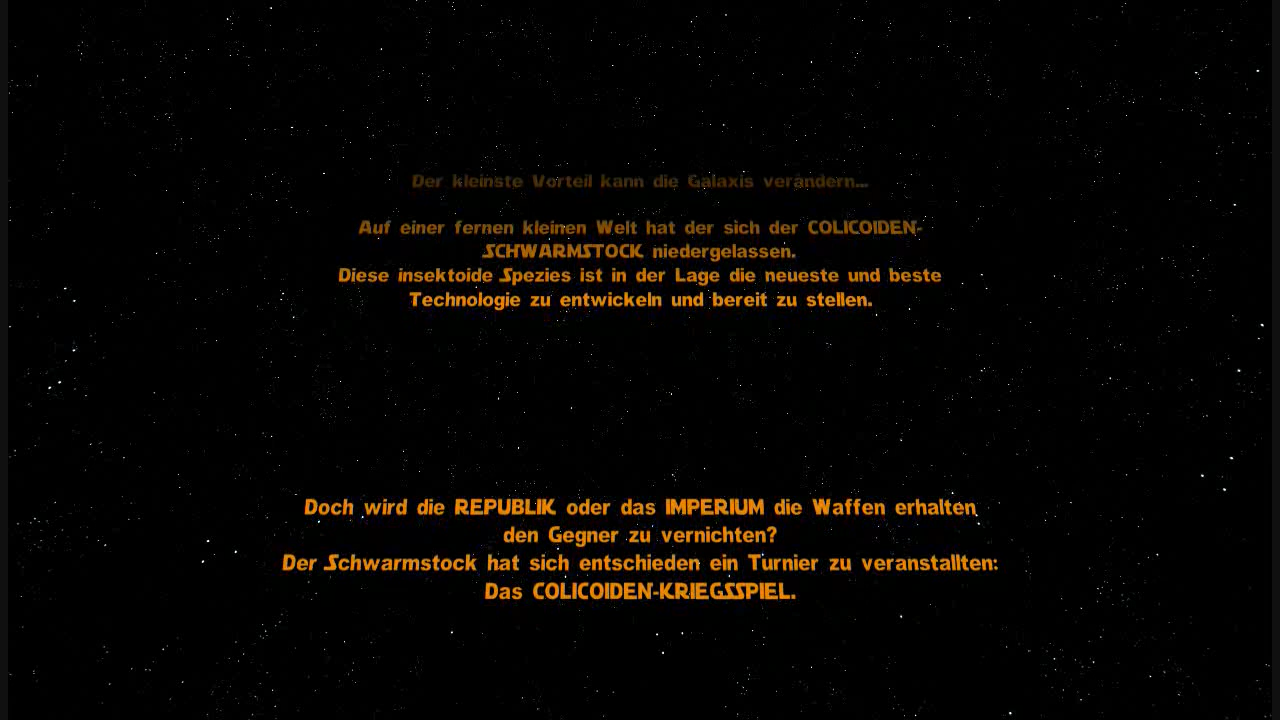 Der kleinste Vorteil kann die Galaxis verändern...
Auf einer fernen kleinen Welt hat der sich der COLICOIDEN-
SCHWARMSTOCK niedergelassen.
Diese insektoide Spezies ist in der Lage die neueste und beste
Technologie zu entwickeln und bereit zu stellen.
Doch wird die REPUBLIK oder das IMPERIUM die Waffen erhalten
den Gegner zu vernichten?
Der Schwarmstock hat sich entschieden ein Turnier zu veranstallten:
Das COLICOIDEN-KRIEGSSPIEL.